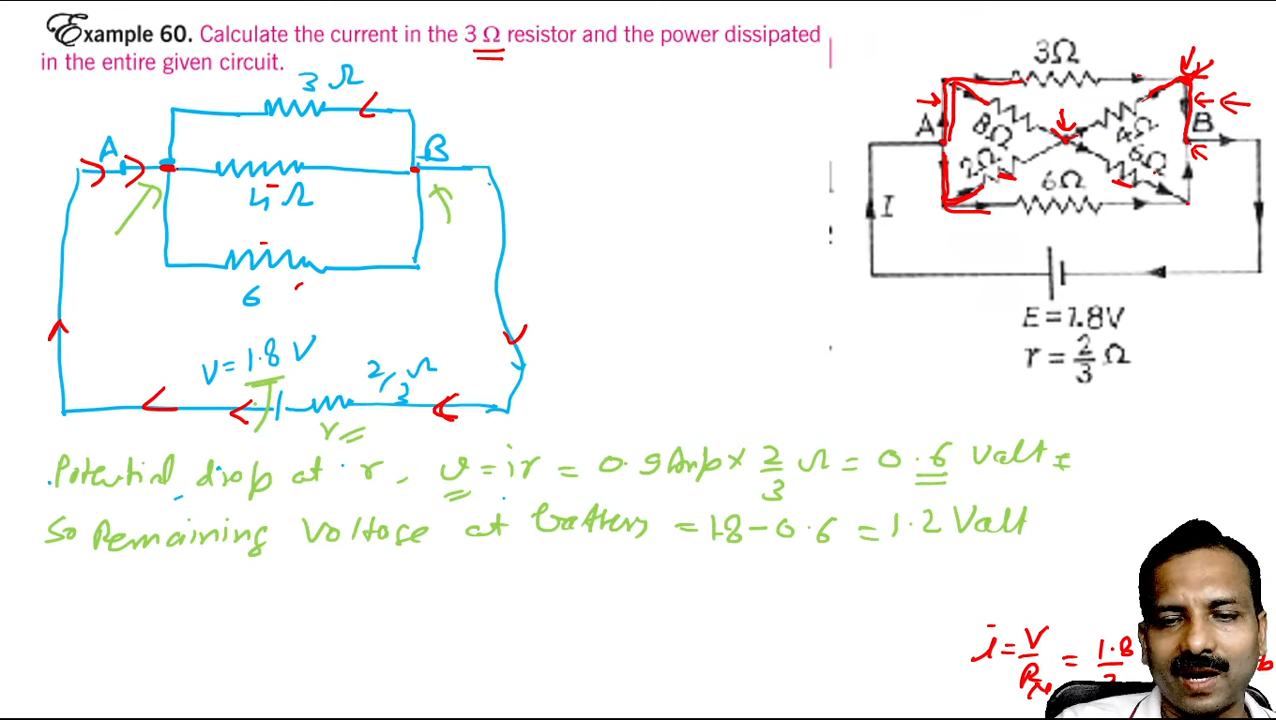 Example 60. Calculate the current in the 3 Ω resistor and the power dissipated
in the entire given circuit.
3 Ω
A
B
4 Ω
6
V = 1.8 V
2/3 Ω
r
3Ω
A
B
8Ω
4Ω
2Ω
6Ω
6Ω
I
E = 1.8V
r = 2/3 Ω
Potential drop at r, v = ir = 0.9 Amp × 2/3 Ω = 0.6 Valt
So Remaining Voltage at battery = 1.8 - 0.6 = 1.2 Valt
i = V/R = 1.8